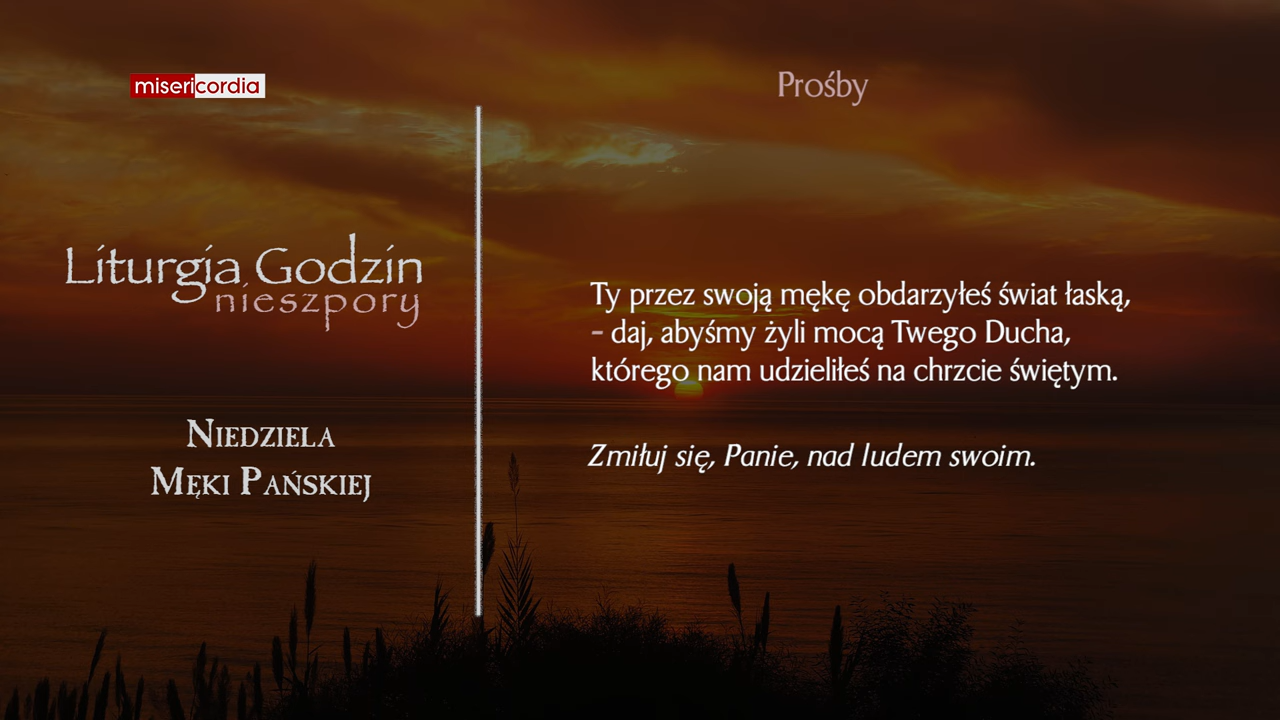 misericordia
Liturgia Godzin
nieszpory
Niedziela
Męki Pańskiej
Prośby
Ty przez swoją mękę obdarzyłeś świat łaską,
– daj, abyśmy żyli mocą Twego Ducha,
którego nam udzieliłeś na chrzcie świętym.
Zmiłuj się, Panie, nad ludem swoim.